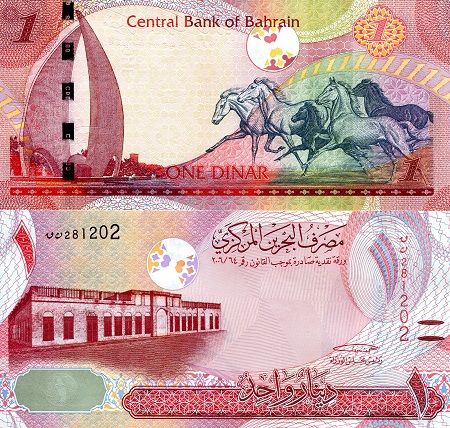 1
Central Bank of Bahrain
1
ONE DINAR
1
281202
مصرف البحرين المركزي
١
ورقة نقدية صادرة بموجب القانون رقم ٢٠٠٦/٦٤
281202
دينار واحد
١